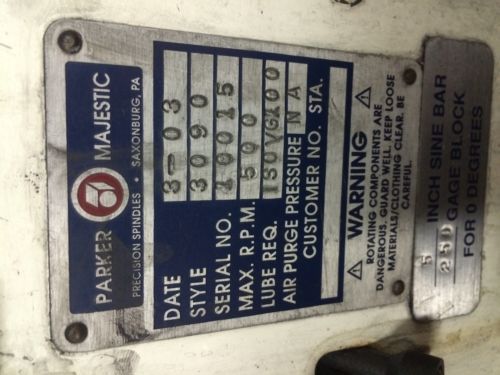 PARKER MAJESTIC
PRECISION SPINDLES • SAXONBURG, PA
DATE 3-03
STYLE 3090
SERIAL NO. 10015
MAX. R.P.M. 500
LUBE REQ. ISOVG100
AIR PURGE PRESSURE NA
CUSTOMER NO. STA.
WARNING
ROTATING COMPONENTS ARE
DANGEROUS. GUARD WELL. KEEP LOOSE
MATERIALS/CLOTHING CLEAR. BE
CAREFUL.
5 INCH SINE BAR
.250 GAGE BLOCK
FOR 0 DEGREES